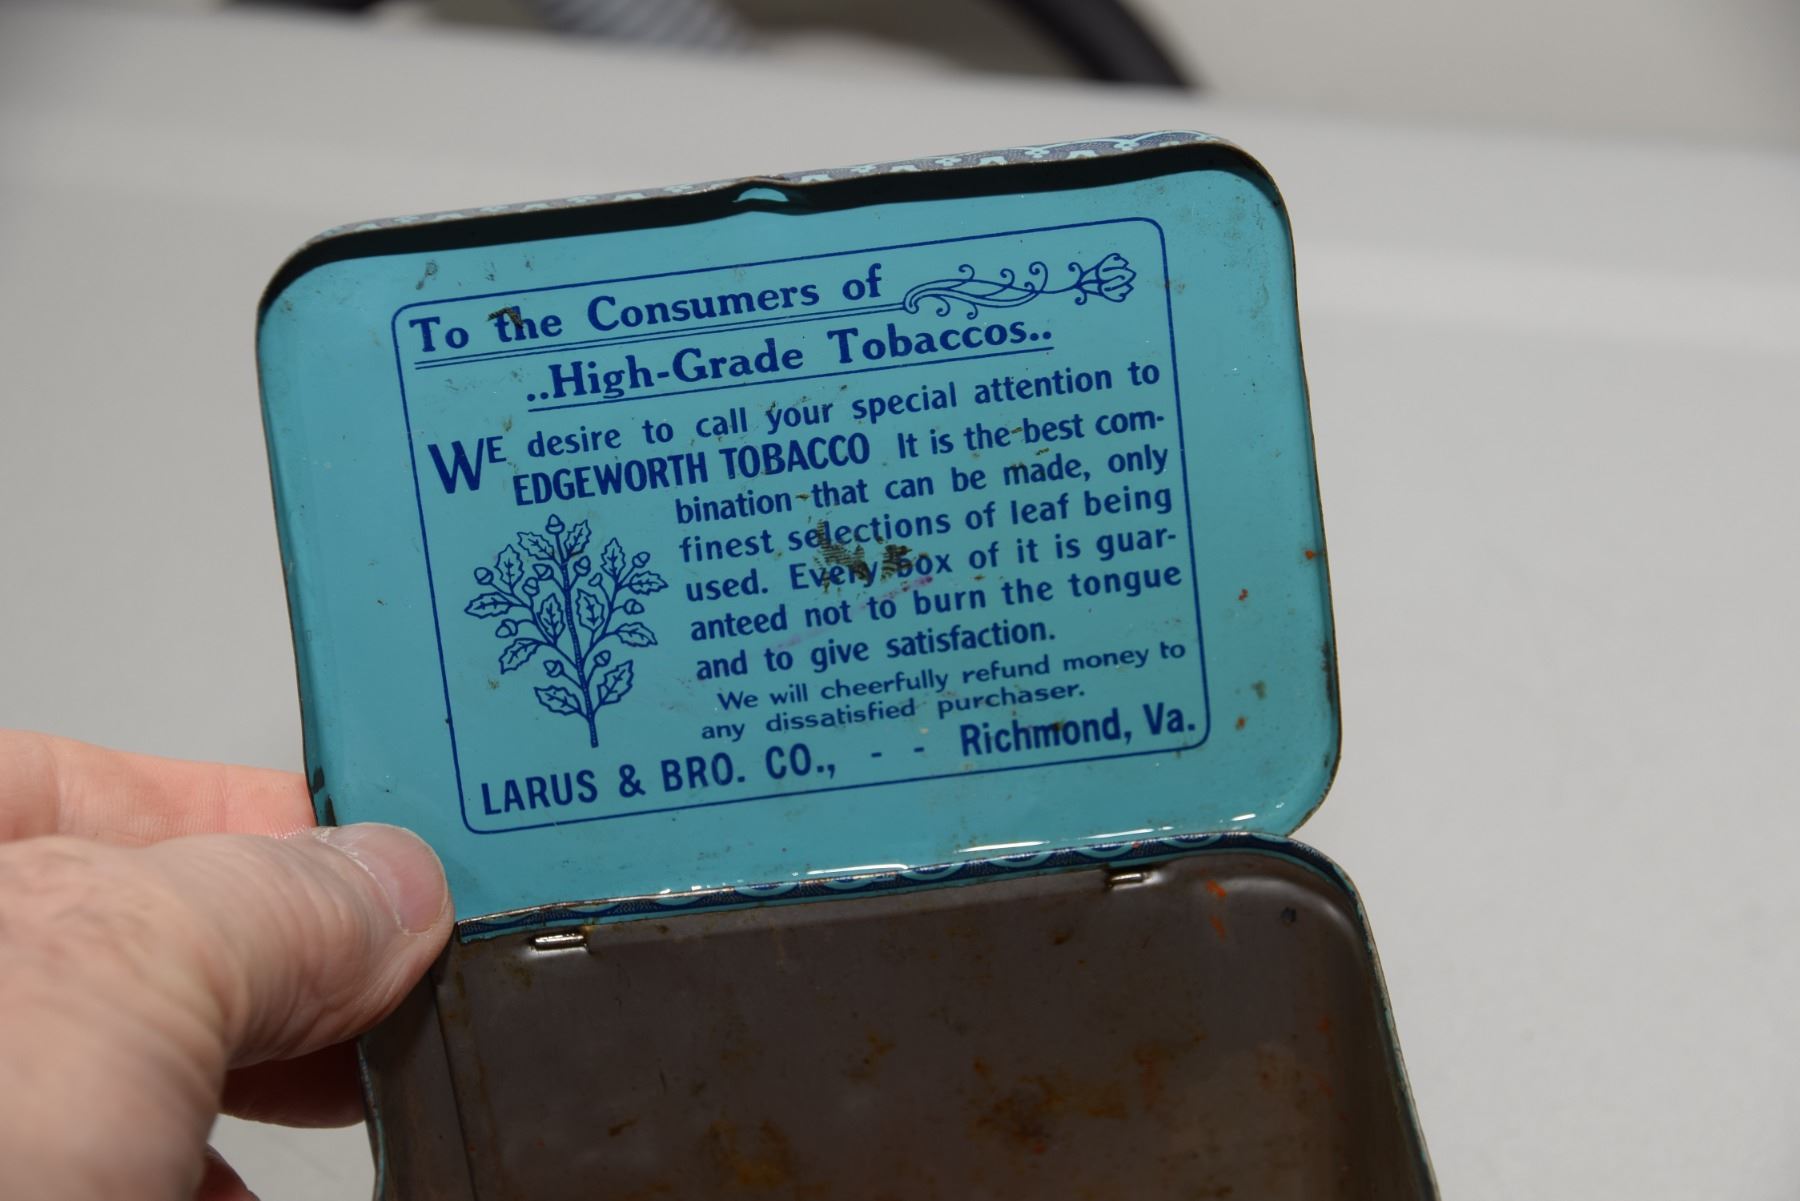 To the Consumers of
..High-Grade Tobaccos..
WE desire to call your special attention to
EDGEWORTH TOBACCO It is the best com-
bination that can be made, only
finest selections of leaf being
used. Every box of it is guar-
anteed not to burn the tongue
and to give satisfaction.
We will cheerfully refund money to
any dissatisfied purchaser.
LARUS & BRO. CO., - - Richmond, Va.